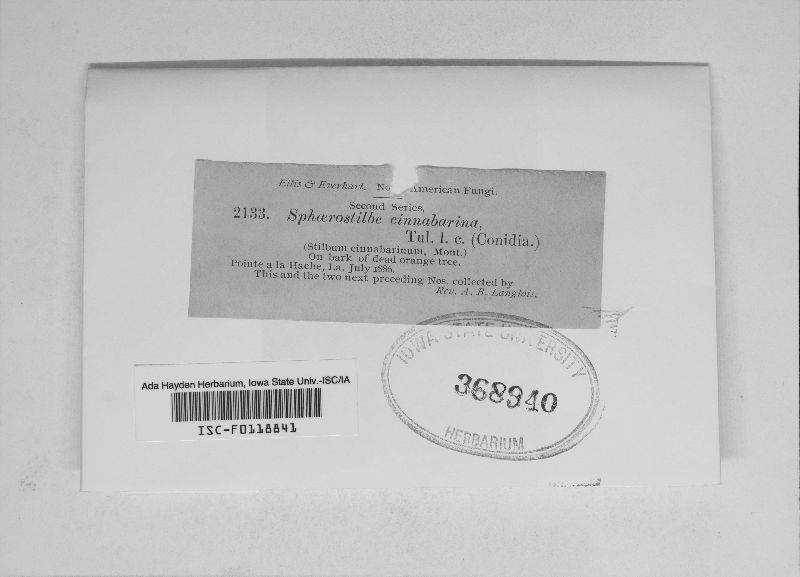 Ellis & Everhart. No American Fungi.
Second Series.
2133. Sphærostilbe cinnabarina,
Tul. l. c. (Conidia.)
(Stilbum cinnabarinum, Mont.)
On bark of dead orange tree.
Pointe a la Hache, La. July 1886.
This and the two next preceding Nos. collected by
Rev. A. B. Langlois.
IOWA STATE UNIVERSITY
368940
HERBARIUM
Ada Hayden Herbarium, Iowa State Univ.-ISC/IA
ISC-F0118841